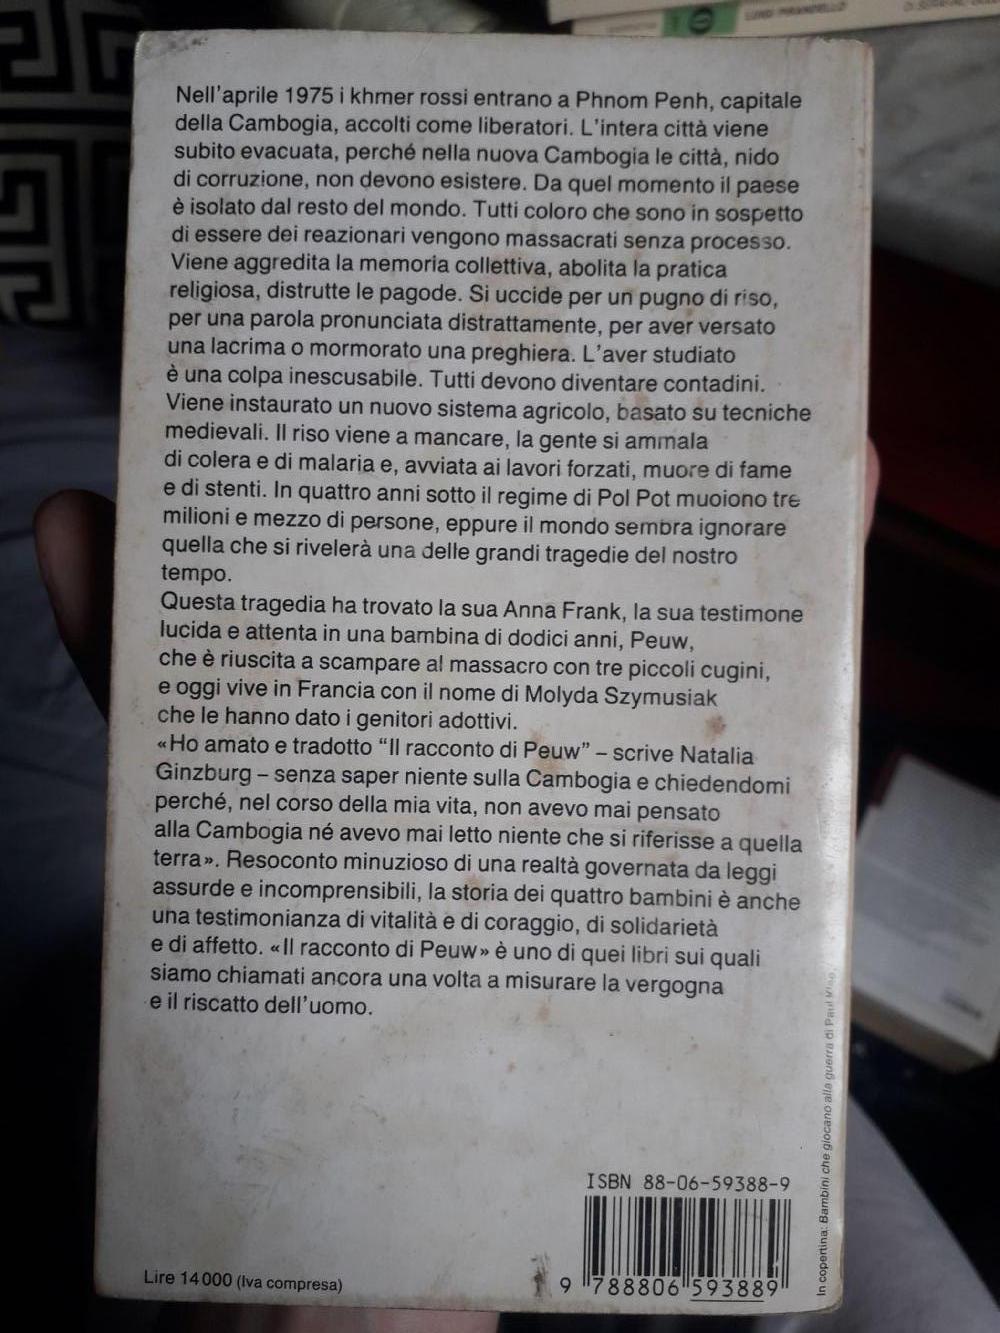 LUIGI PIRANDELLO
Nell'aprile 1975 i khmer rossi entrano a Phnom Penh, capitale
della Cambogia, accolti come liberatori. L'intera città viene
subito evacuata, perché nella nuova Cambogia le città, nido
di corruzione, non devono esistere. Da quel momento il paese
è isolato dal resto del mondo. Tutti coloro che sono in sospetto
di essere dei reazionari vengono massacrati senza processo.
Viene aggredita la memoria collettiva, abolita la pratica
religiosa, distrutte le pagode. Si uccide per un pugno di riso,
per una parola pronunciata distrattamente, per aver versato
una lacrima o mormorato una preghiera. L'aver studiato
è una colpa inescusabile. Tutti devono diventare contadini.
Viene instaurato un nuovo sistema agricolo, basato su tecniche
medievali. Il riso viene a mancare, la gente si ammala
di colera e di malaria e, avviata ai lavori forzati, muore di fame
e di stenti. In quattro anni sotto il regime di Pol Pot muoiono tre
milioni e mezzo di persone, eppure il mondo sembra ignorare
quella che si rivelerà una delle grandi tragedie del nostro
tempo.
Questa tragedia ha trovato la sua Anna Frank, la sua testimone
lucida e attenta in una bambina di dodici anni, Peuw,
che è riuscita a scampare al massacro con tre piccoli cugini,
e oggi vive in Francia con il nome di Molyda Szymusiak
che le hanno dato i genitori adottivi.
«Ho amato e tradotto “Il racconto di Peuw” – scrive Natalia
Ginzburg – senza saper niente sulla Cambogia e chiedendomi
perché, nel corso della mia vita, non avevo mai pensato
alla Cambogia né avevo mai letto niente che si riferisse a quella
terra». Resoconto minuzioso di una realtà governata da leggi
assurde e incomprensibili, la storia dei quattro bambini è anche
una testimonianza di vitalità e di coraggio, di solidarietà
e di affetto. «Il racconto di Peuw» è uno di quei libri sui quali
siamo chiamati ancora una volta a misurare la vergogna
e il riscatto dell'uomo.
In copertina: Bambini che giocano alla guerra di Paul
ISBN 88-06-59388-9
9 788806 593889
Lire 14000 (Iva compresa)